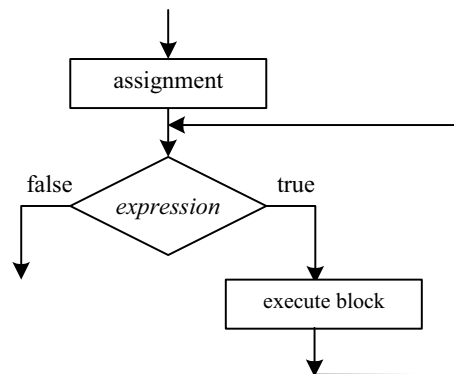 assignment
false
true
expression
execute block